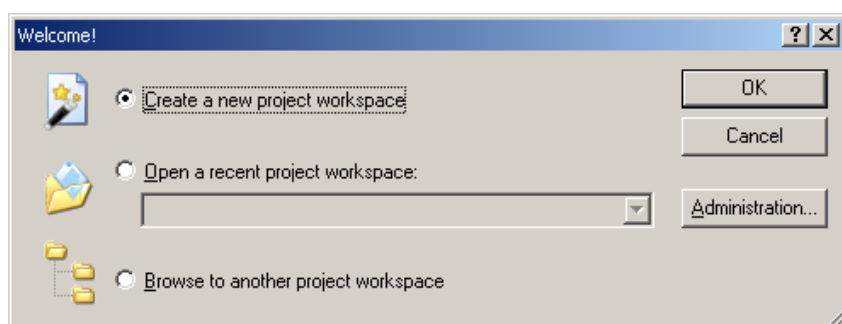 Welcome!
Create a new project workspace
OK
Cancel
Open a recent project workspace:
Administration...
Browse to another project workspace